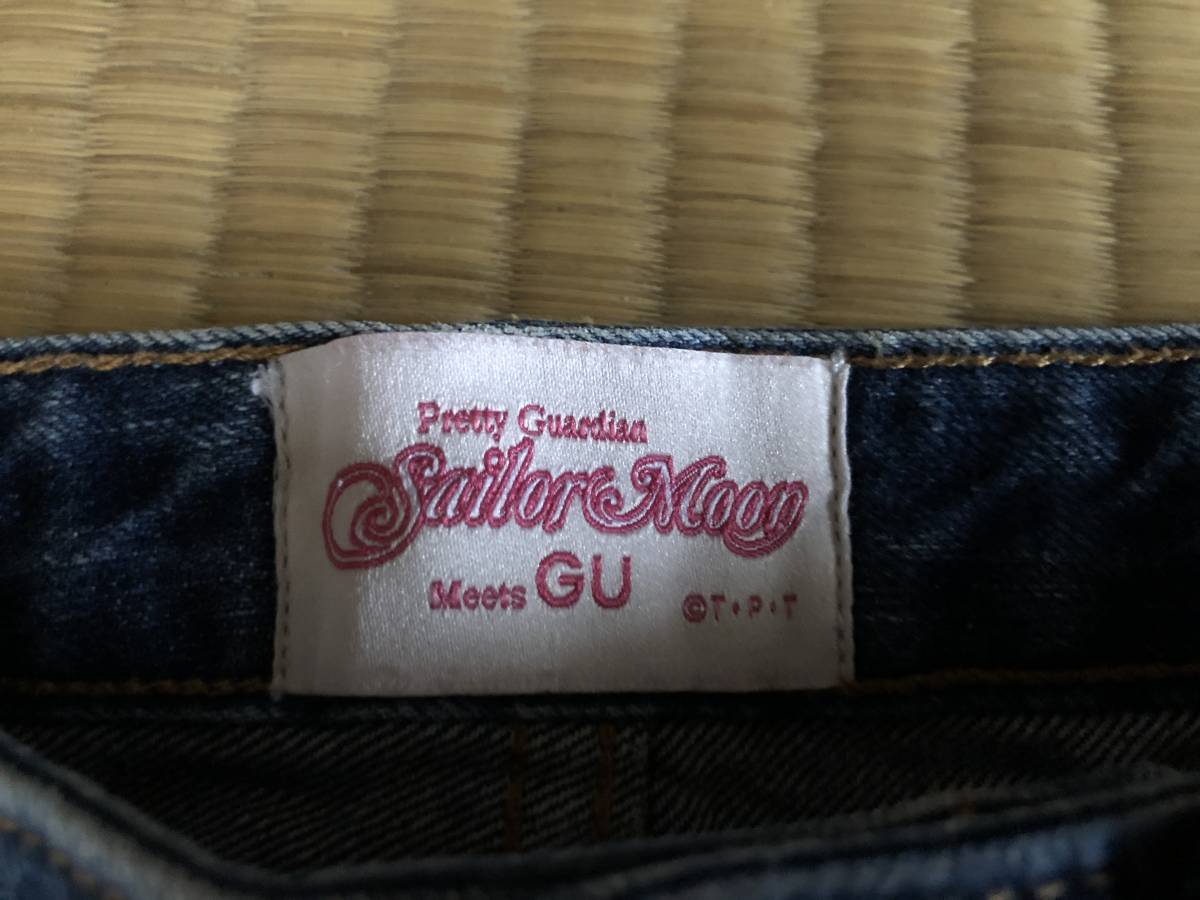 Pretty Guardian
Sailor Moon
Meets GU
©T・P・T